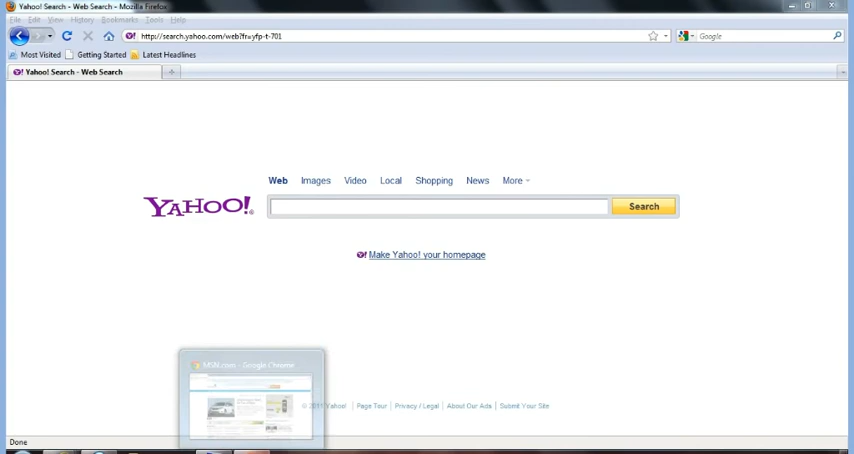 Yahoo! Search - Web Search - Mozilla Firefox
File Edit View History Bookmarks Tools Help
http://search.yahoo.com/web?fr=yfp-t-701
Google
Most Visited Getting Started Latest Headlines
Yahoo! Search - Web Search
Web Images Video Local Shopping News More
YAHOO!® Search
Make Yahoo! your homepage
MSN.com - Google Chrome
© 2011 Yahoo! | Page Tour | Privacy / Legal | About Our Ads | Submit Your Site
Done